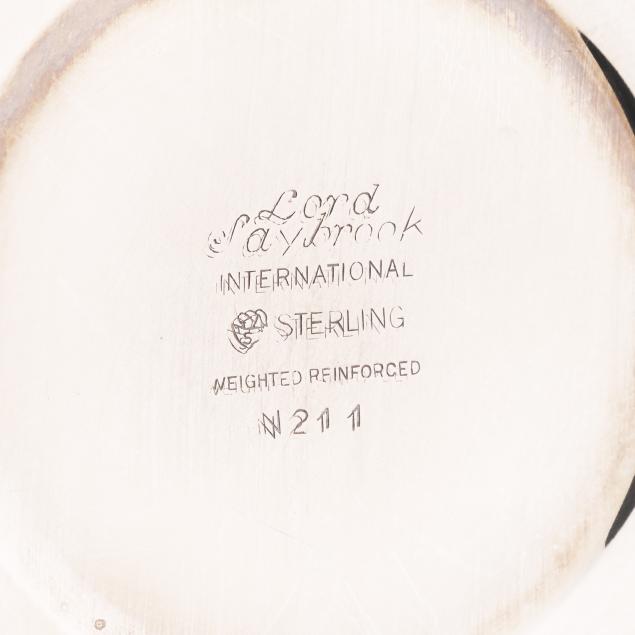 Lord
Saybrook
INTERNATIONAL
STERLING
WEIGHTED REINFORCED
N211